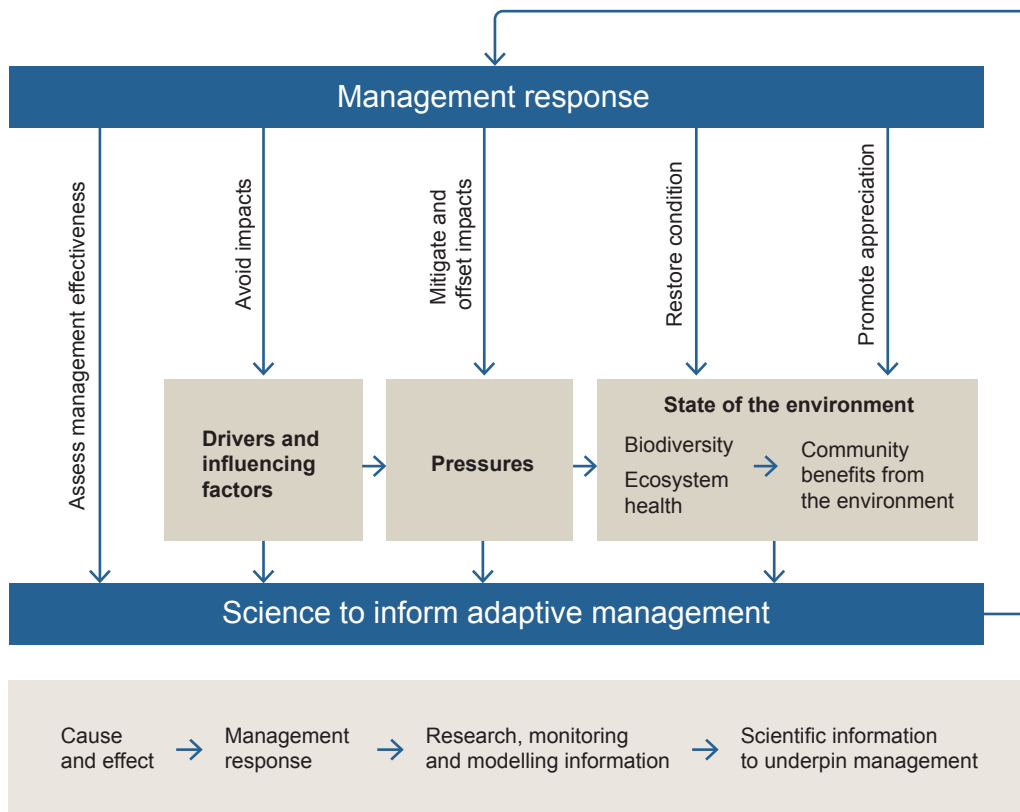 Management response
Assess management effectiveness
Avoid impacts
Mitigate and
offset impacts
Restore condition
Promote appreciation
Drivers and
influencing
factors
Pressures
State of the environment
Biodiversity
Ecosystem
health
Community
benefits from
the environment
Science to inform adaptive management
Cause
and effect
Management
response
Research, monitoring
and modelling information
Scientific information
to underpin management